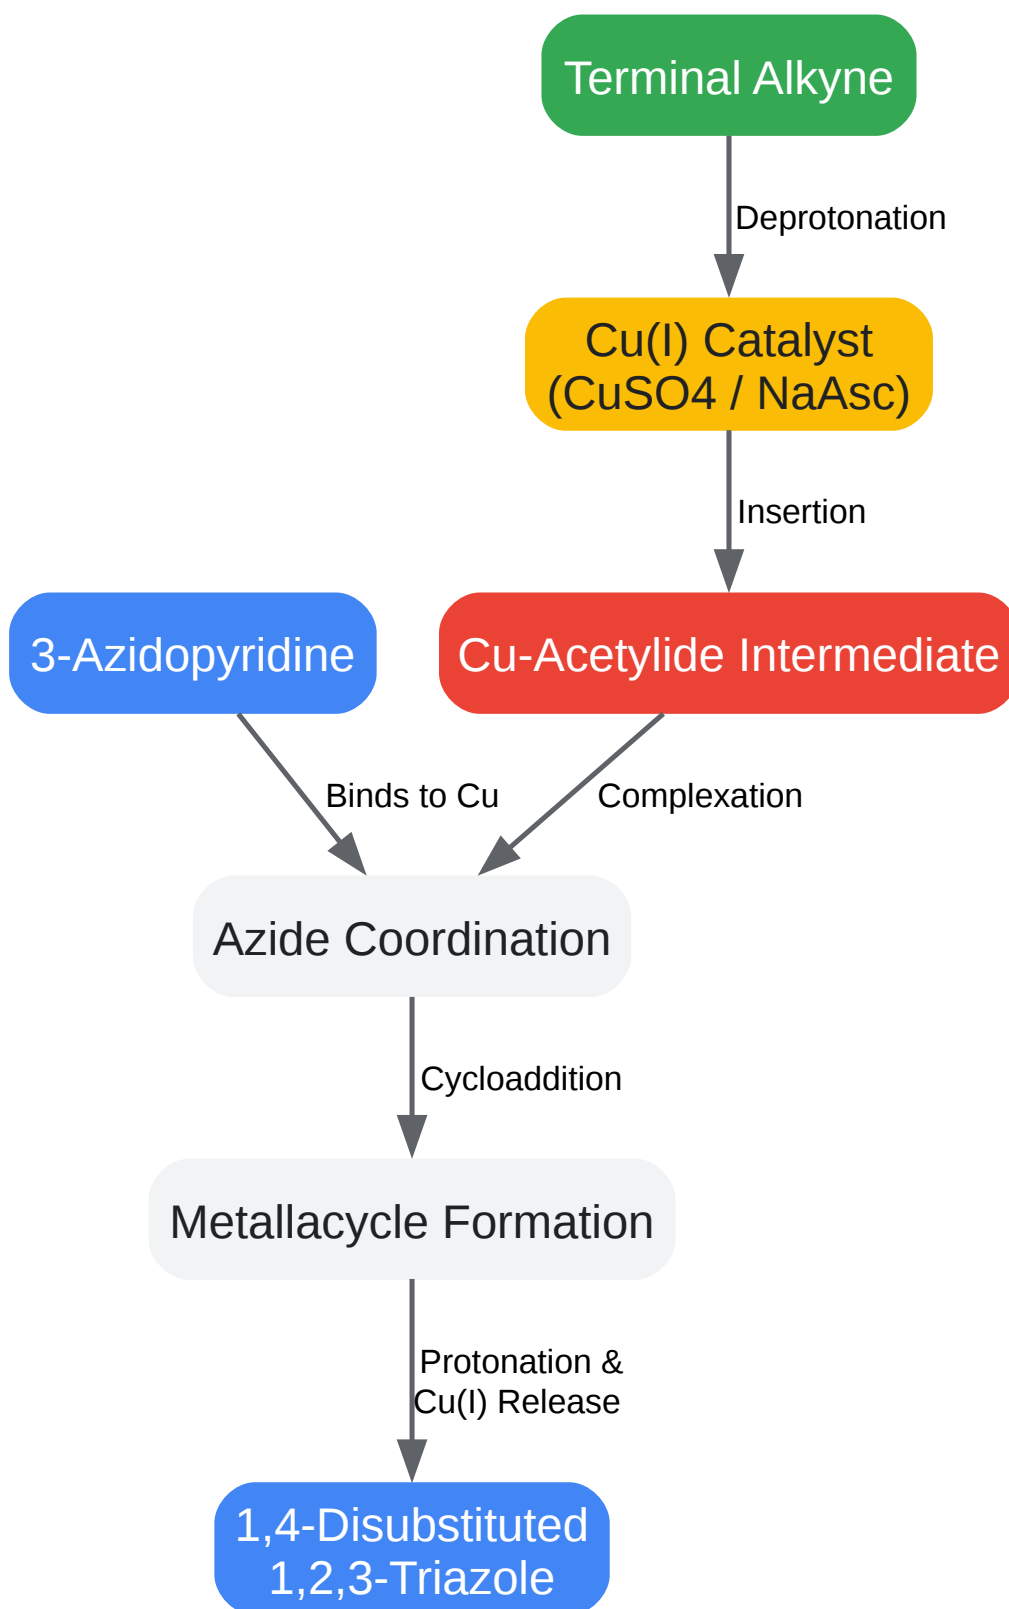 Terminal Alkyne
Deprotonation
Cu(I) Catalyst
(CuSO4 / NaAsc)
Insertion
3-Azidopyridine
Cu-Acetylide Intermediate
Binds to Cu
Complexation
Azide Coordination
Cycloaddition
Metallacycle Formation
Protonation &
Cu(I) Release
1,4-Disubstituted
1,2,3-Triazole